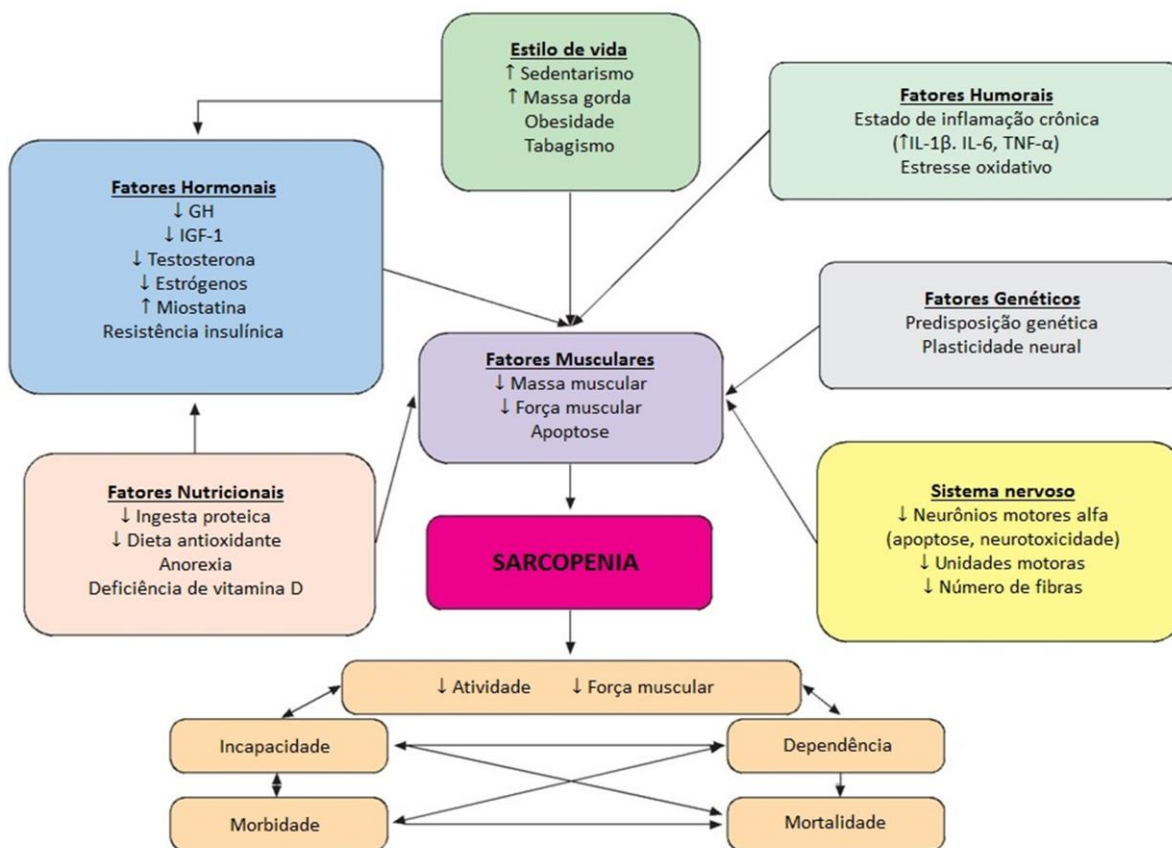 Estilo de vida
↑ Sedentarismo
↑ Massa gorda
Obesidade
Tabagismo
Fatores Humorais
Estado de inflamação crônica
(↑IL-1β. IL-6, TNF-α)
Estresse oxidativo
Fatores Hormonais
↓ GH
↓ IGF-1
↓ Testosterona
↓ Estrógenos
↑ Miostatina
Resistência insulínica
Fatores Genéticos
Predisposição genética
Plasticidade neural
Fatores Musculares
↓ Massa muscular
↓ Força muscular
Apoptose
Fatores Nutricionais
↓ Ingesta proteica
↓ Dieta antioxidante
Anorexia
Deficiência de vitamina D
Sistema nervoso
↓ Neurônios motores alfa
(apoptose, neurotoxicidade)
↓ Unidades motoras
↓ Número de fibras
SARCOPENIA
↓ Atividade ↓ Força muscular
Incapacidade
Dependência
Morbidade
Mortalidade